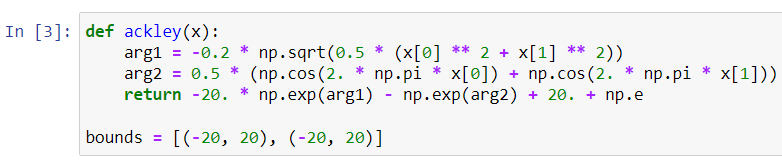 In [3]: def ackley(x):
    arg1 = -0.2 * np.sqrt(0.5 * (x[0] ** 2 + x[1] ** 2))
    arg2 = 0.5 * (np.cos(2. * np.pi * x[0]) + np.cos(2. * np.pi * x[1]))
    return -20. * np.exp(arg1) - np.exp(arg2) + 20. + np.e
bounds = [(-20, 20), (-20, 20)]